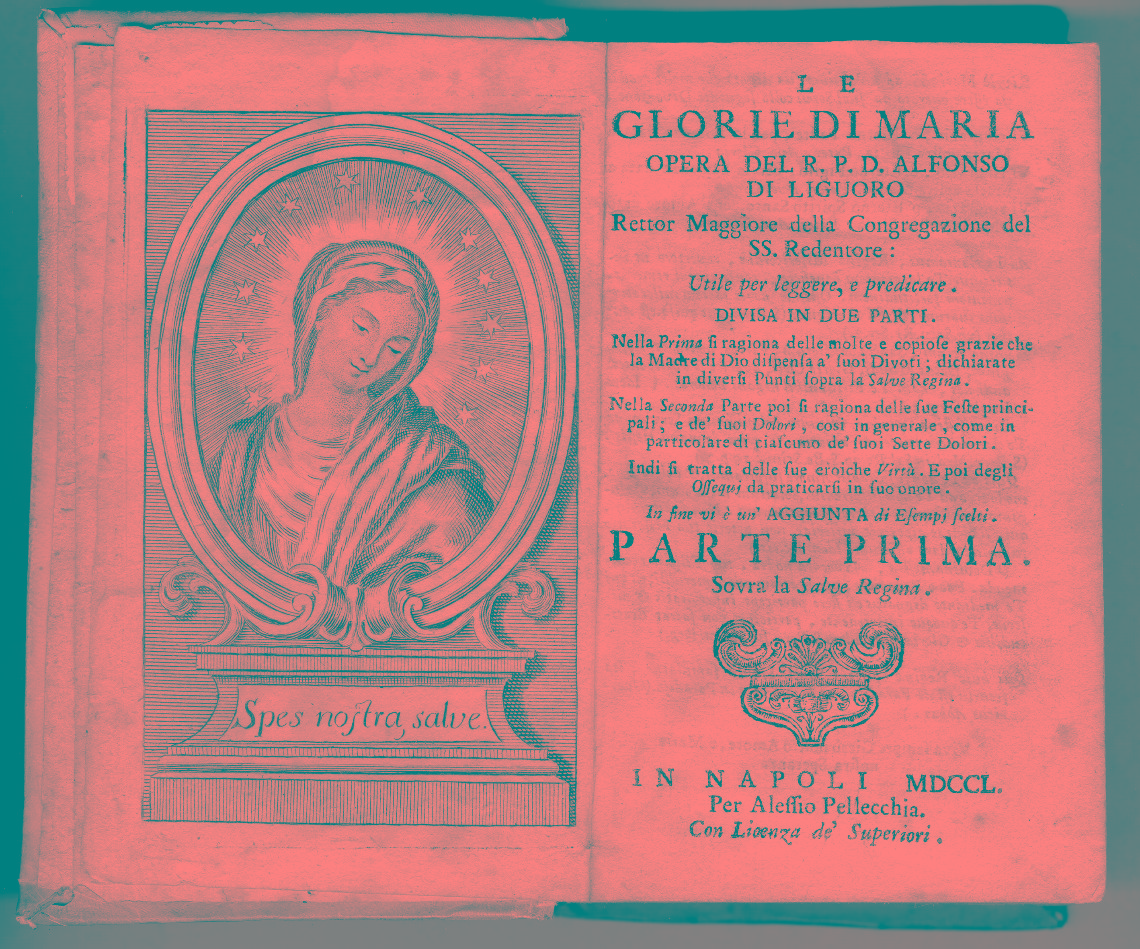 Spes noſtra salve.
LE
GLORIE DI MARIA
OPERA DEL R. P. D. ALFONSO
DI LIGUORO
Rettor Maggiore della Congregazione del
SS. Redentore :
Utile per leggere, e predicare .
DIVISA IN DUE PARTI .
Nella Prima ſi ragiona delle molte e copioſe grazie che
la Madre di Dio diſpenſa a' ſuoi Divoti ; dichiarate
in diverſi Punti ſopra la Salve Regina .
Nella Seconda Parte poi ſi ragiona delle ſue Feſte princi-
pali ; e de' ſuoi Dolori , così in generale , come in
particolare di ciaſcuno de' ſuoi Sette Dolori .
Indi ſi tratta delle ſue eroiche Virtù . E poi degli
Oſſequj da praticarſi in ſuo onore .
In fine vi è un' AGGIUNTA di Eſempj ſcelti .
PARTE PRIMA.
Sovra la Salve Regina .
IN NAPOLI MDCCL.
Per Aleſſio Pellecchia.
Con Licenza de' Superiori .